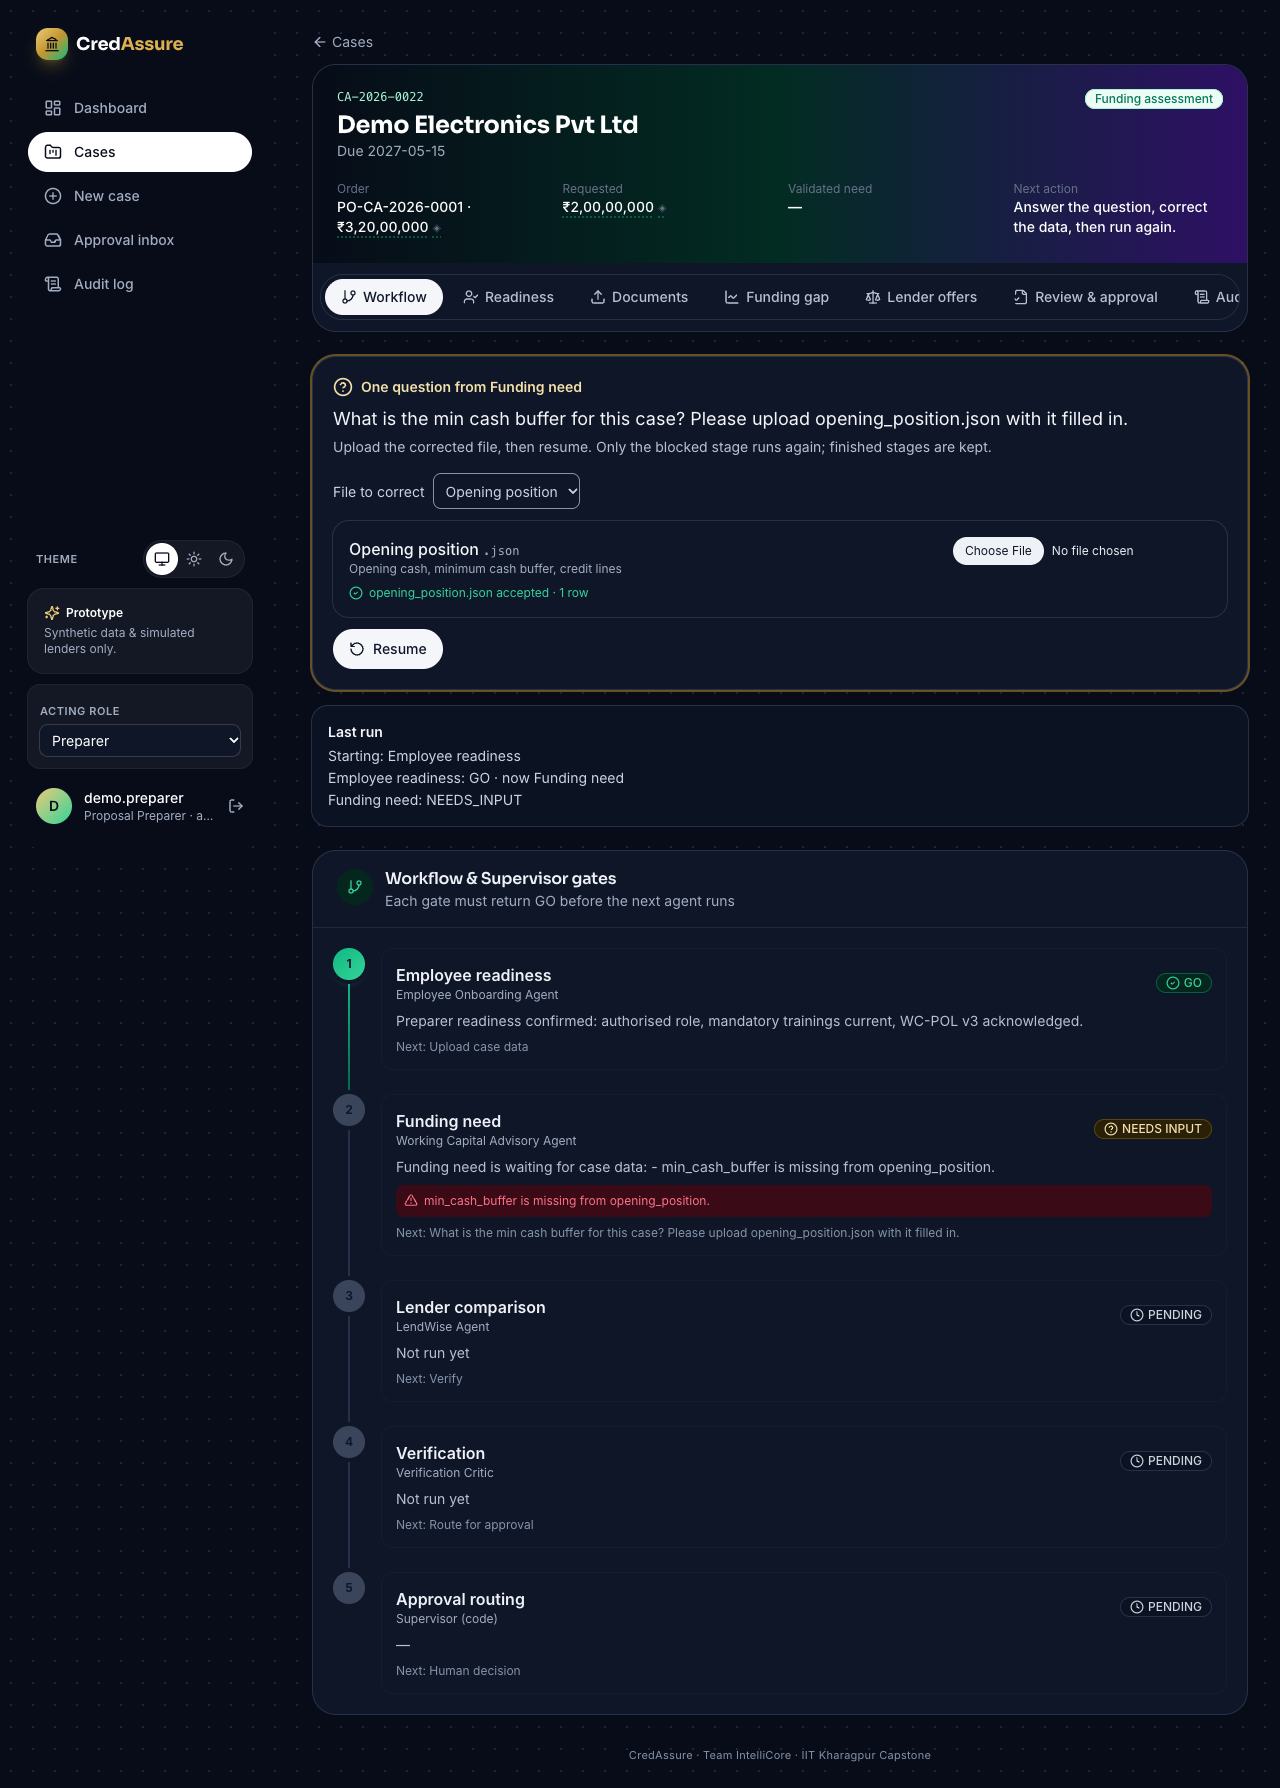 CredAssure
Dashboard
Cases
New case
Approval inbox
Audit log
THEME
Prototype
Synthetic data & simulated
lenders only.
ACTING ROLE
Preparer
D
demo.preparer
Proposal Preparer · a...
← Cases
CA-2026-0022
Funding assessment
Demo Electronics Pvt Ltd
Due 2027-05-15
Order
PO-CA-2026-0001 ·
₹3,20,00,000
Requested
₹2,00,00,000
Validated need
—
Next action
Answer the question, correct
the data, then run again.
Workflow
Readiness
Documents
Funding gap
Lender offers
Review & approval
Aud
One question from Funding need
What is the min cash buffer for this case? Please upload opening_position.json with it filled in.
Upload the corrected file, then resume. Only the blocked stage runs again; finished stages are kept.
File to correct
Opening position
Opening position .json
Opening cash, minimum cash buffer, credit lines
opening_position.json accepted · 1 row
Choose File
No file chosen
Resume
Last run
Starting: Employee readiness
Employee readiness: GO · now Funding need
Funding need: NEEDS_INPUT
Workflow & Supervisor gates
Each gate must return GO before the next agent runs
1
Employee readiness
Employee Onboarding Agent
GO
Preparer readiness confirmed: authorised role, mandatory trainings current, WC-POL v3 acknowledged.
Next: Upload case data
2
Funding need
Working Capital Advisory Agent
NEEDS INPUT
Funding need is waiting for case data: - min_cash_buffer is missing from opening_position.
min_cash_buffer is missing from opening_position.
Next: What is the min cash buffer for this case? Please upload opening_position.json with it filled in.
3
Lender comparison
LendWise Agent
PENDING
Not run yet
Next: Verify
4
Verification
Verification Critic
PENDING
Not run yet
Next: Route for approval
5
Approval routing
Supervisor (code)
PENDING
—
Next: Human decision
CredAssure · Team IntelliCore · IIT Kharagpur Capstone